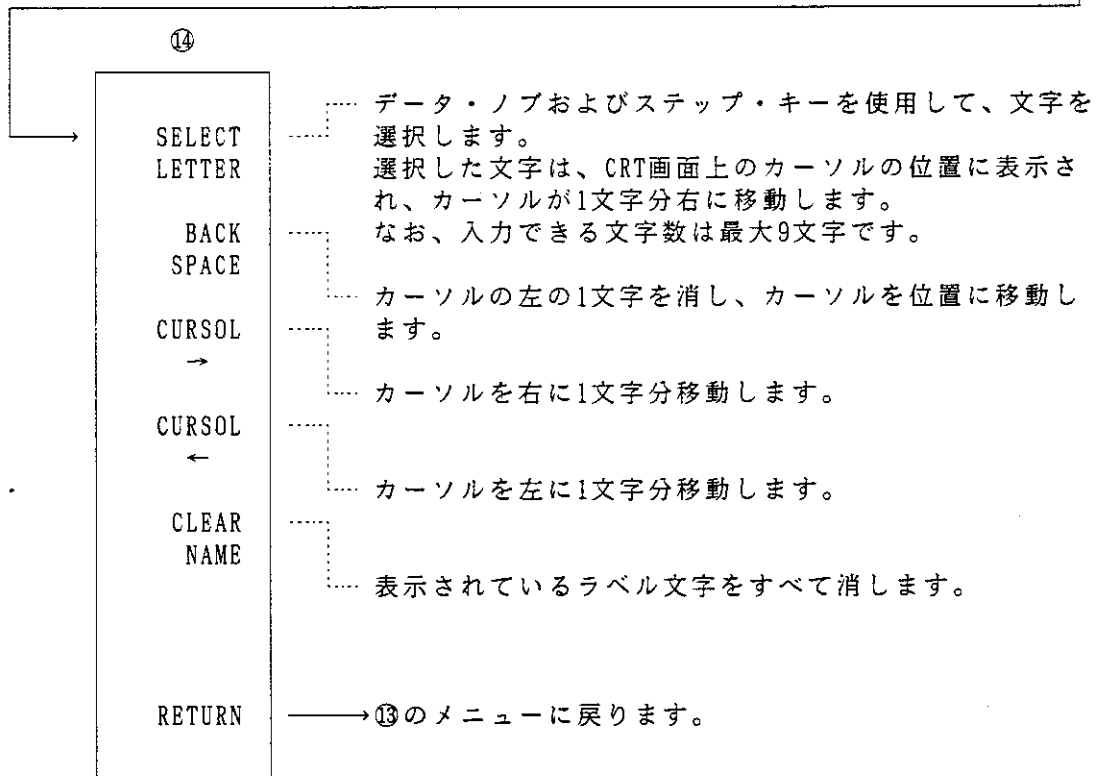 ⑭
SELECT
LETTER
データ・ノブおよびステップ・キーを使用して、文字を
選択します。
選択した文字は、CRT画面上のカーソルの位置に表示さ
れ、カーソルが1文字分右に移動します。
なお、入力できる文字数は最大9文字です。
BACK
SPACE
カーソルの左の1文字を消し、カーソルを位置に移動し
ます。
CURSOL
→
カーソルを右に1文字分移動します。
CURSOL
←
カーソルを左に1文字分移動します。
CLEAR
NAME
表示されているラベル文字をすべて消します。
RETURN → ⑬のメニューに戻ります。